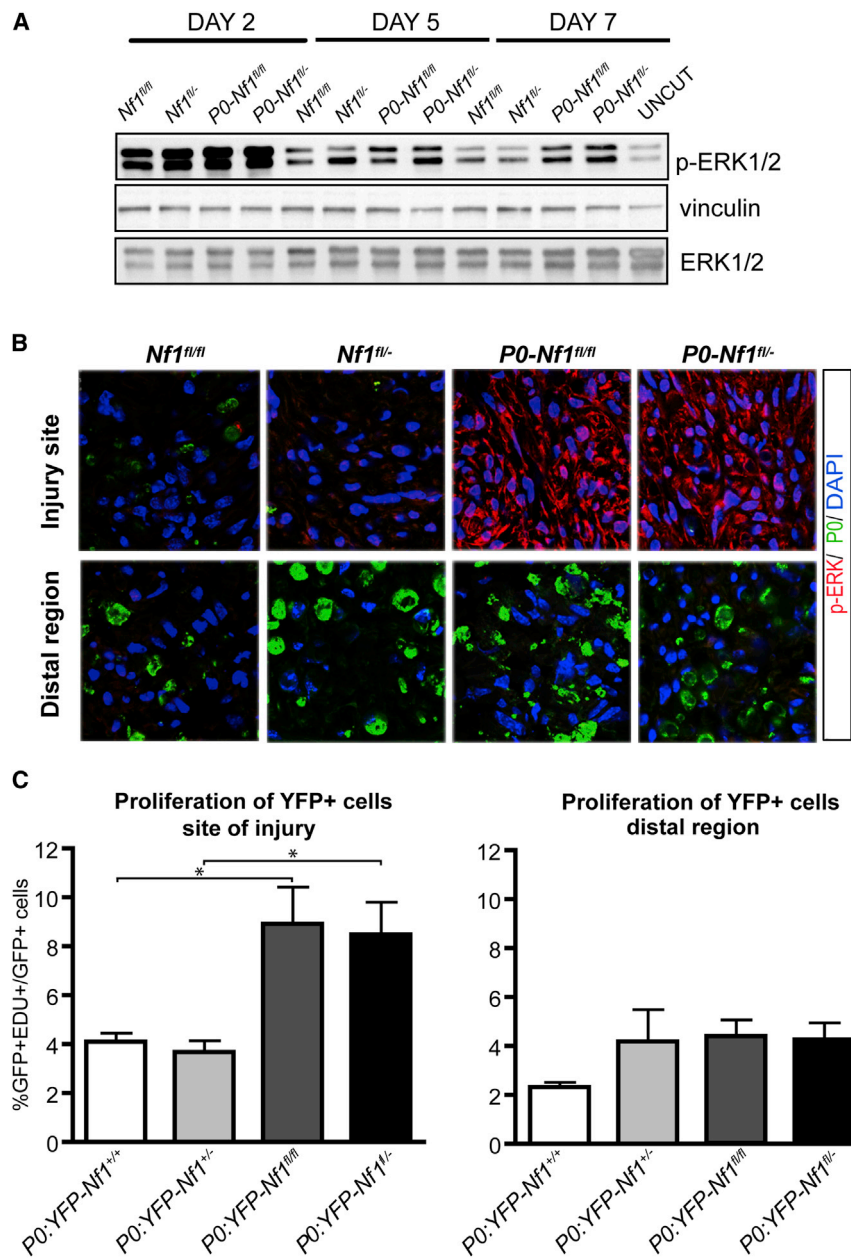 A
DAY 2 DAY 5 DAY 7
Nf1fl/fl Nf1fl/- P0-Nf1fl/fl P0-Nf1fl/- Nf1fl/fl Nf1fl/- P0-Nf1fl/fl P0-Nf1fl/- Nf1fl/fl Nf1fl/- P0-Nf1fl/fl P0-Nf1fl/- UNCUT
p-ERK1/2
vinculin
ERK1/2
B
Nf1fl/fl Nf1fl/- P0-Nf1fl/fl P0-Nf1fl/-
Injury site
Distal region
p-ERK/ P0/ DAPI
C
Proliferation of YFP+ cells
site of injury
%GFP+EDU+/GFP+ cells
12
10
8
6
4
2
0
* *
P0:YFP-Nf1+/+ P0:YFP-Nf1+/- P0:YFP-Nf1fl/fl P0:YFP-Nf1f/-
Proliferation of YFP+ cells
distal region
12
10
8
6
4
2
0
P0:YFP-Nf1+/+ P0:YFP-Nf1+/- P0:YFP-Nf1fl/fl P0:YFP-Nf1fl/-